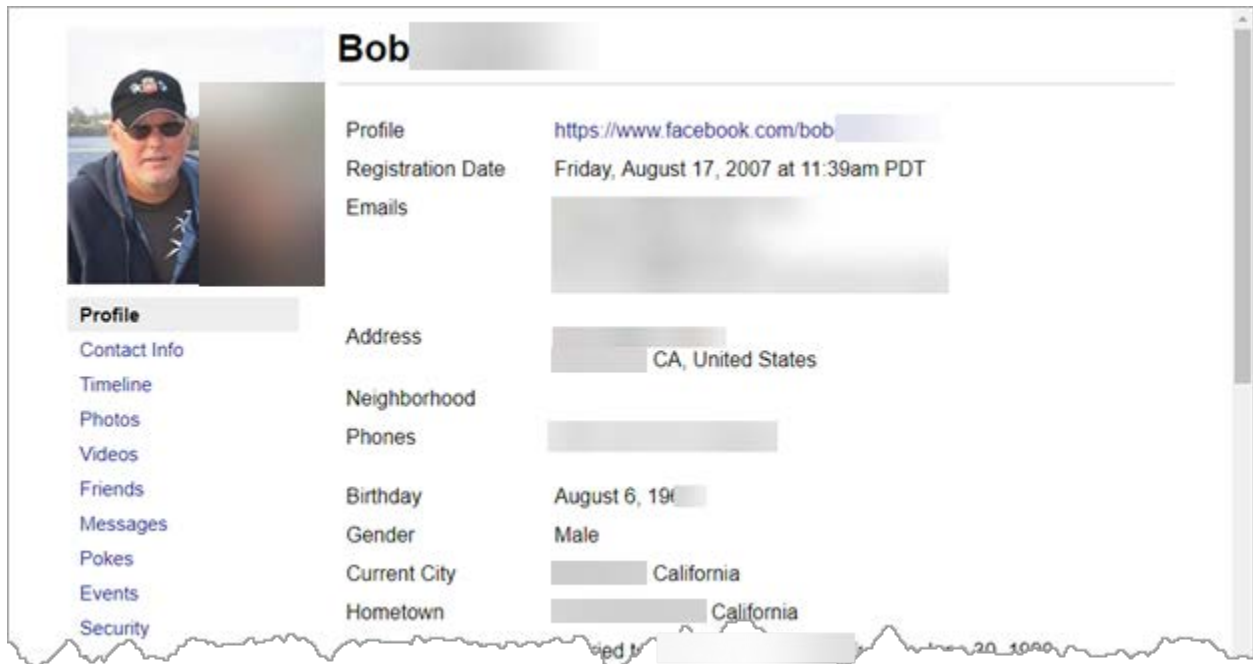 Bob
Profile https://www.facebook.com/bob
Registration Date Friday, August 17, 2007 at 11:39am PDT
Emails
Profile
Contact Info
Timeline
Photos
Videos
Friends
Messages
Pokes
Events
Security
Address
CA, United States
Neighborhood
Phones
Birthday August 6, 196
Gender Male
Current City California
Hometown California